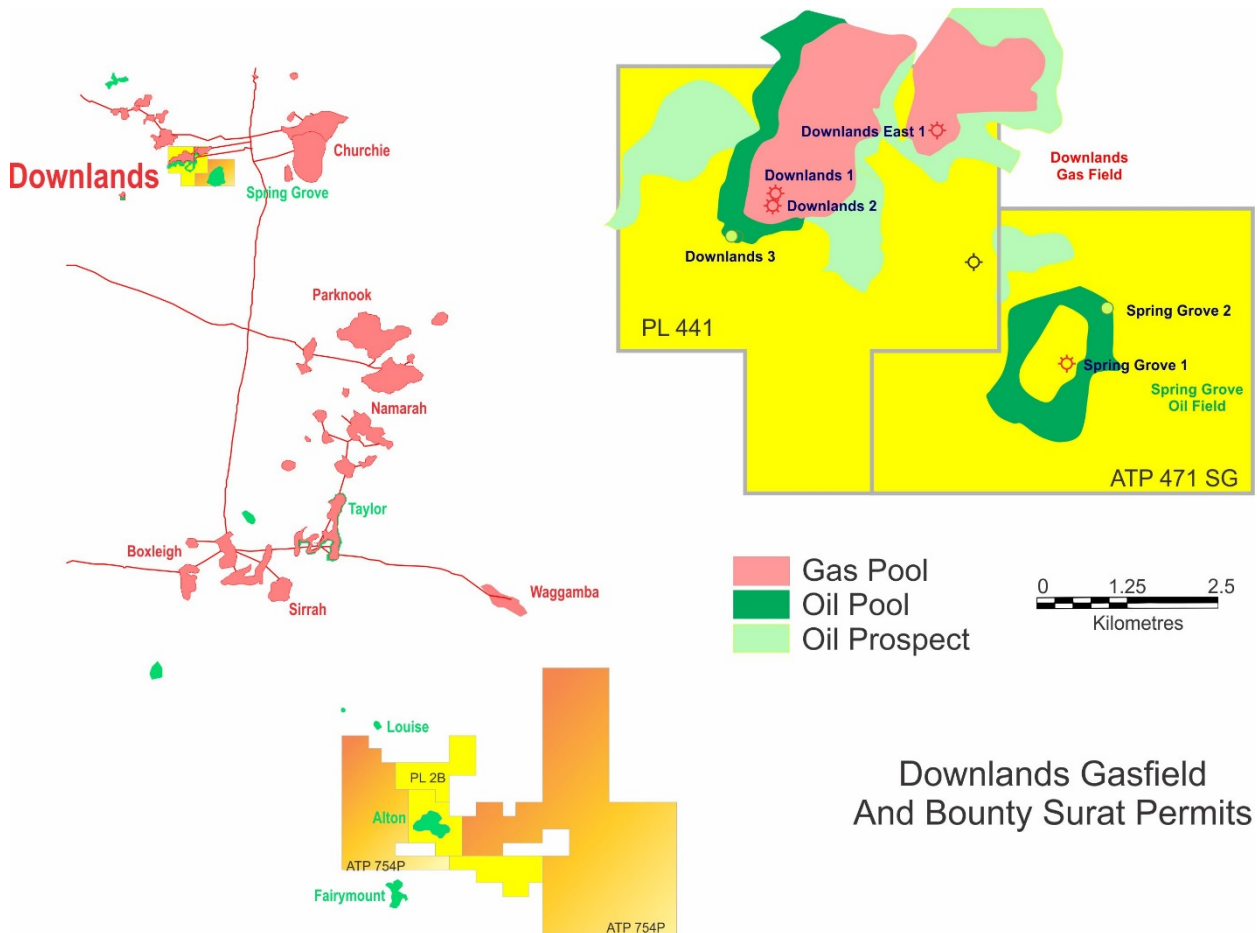 Downlands
Churchie
Spring Grove
Parknook
Namarah
Taylor
Boxleigh
Sirrah
Waggamba
Louise
PL 2B
Alton
ATP 754P
Fairymount
ATP 754P
Downlands East 1
Downlands
Gas Field
Downlands 1
Downlands 2
Downlands 3
PL 441
Spring Grove 2
Spring Grove 1
Spring Grove
Oil Field
ATP 471 SG
Gas Pool
Oil Pool
Oil Prospect
0 1.25 2.5
Kilometres
Downlands Gasfield
And Bounty Surat Permits